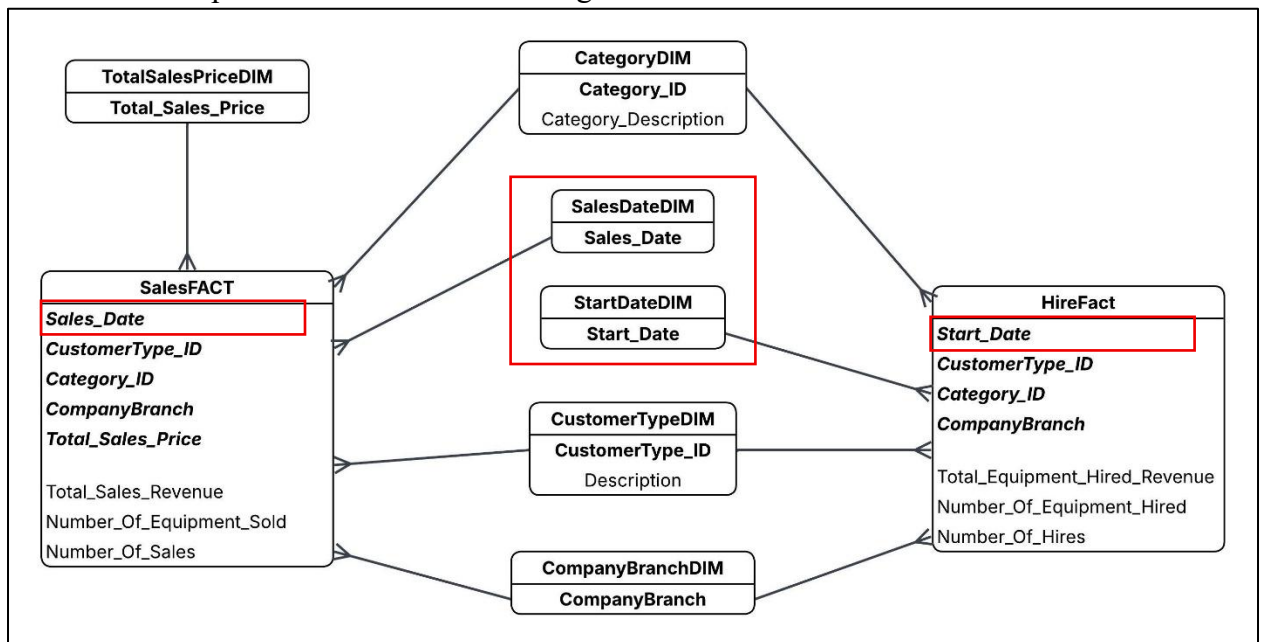 TotalSalesPriceDIM
Total_Sales_Price
CategoryDIM
Category_ID
Category_Description
SalesDateDIM
Sales_Date
StartDateDIM
Start_Date
SalesFACT
Sales_Date
CustomerType_ID
Category_ID
CompanyBranch
Total_Sales_Price
Total_Sales_Revenue
Number_Of_Equipment_Sold
Number_Of_Sales
CustomerTypeDIM
CustomerType_ID
Description
CompanyBranchDIM
CompanyBranch
HireFact
Start_Date
CustomerType_ID
Category_ID
CompanyBranch
Total_Equipment_Hired_Revenue
Number_Of_Equipment_Hired
Number_Of_Hires